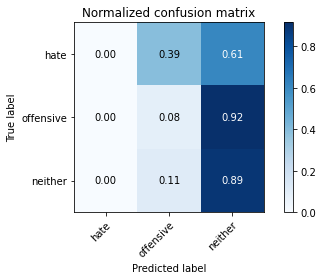 Normalized confusion matrix
True label
hate
0.00 0.39 0.61
offensive
0.00 0.08 0.92
neither
0.00 0.11 0.89
hate
offensive
neither
Predicted label
0.8
0.6
0.4
0.2
0.0